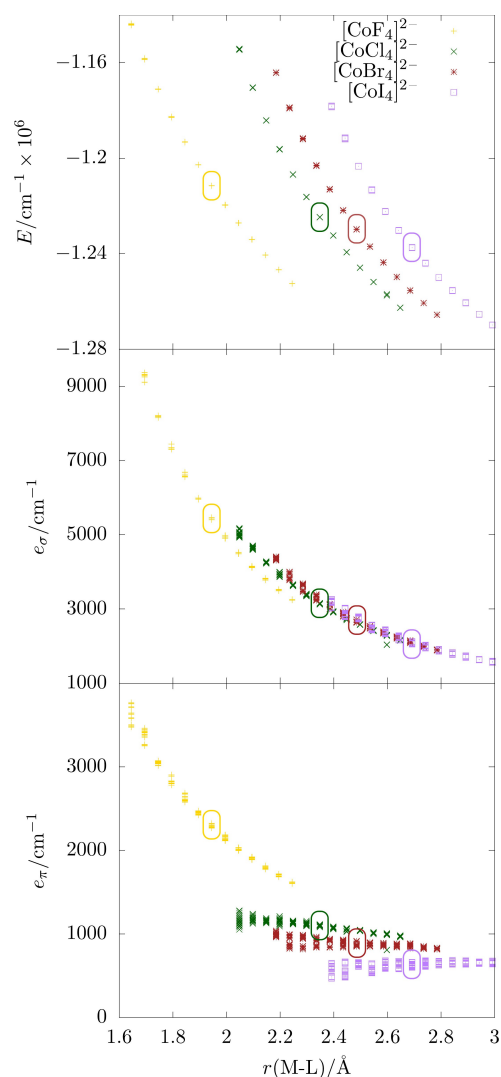 [CoF₄]²⁻
[CoCl₄]²⁻
[CoBr₄]²⁻
[CoI₄]²⁻
−1.16
−1.2
−1.24
−1.28
E/cm⁻¹ × 10⁶
9000
7000
5000
3000
1000
e_σ/cm⁻¹
3000
2000
1000
0
e_π/cm⁻¹
1.6 1.8 2 2.2 2.4 2.6 2.8 3
r(M-L)/Å